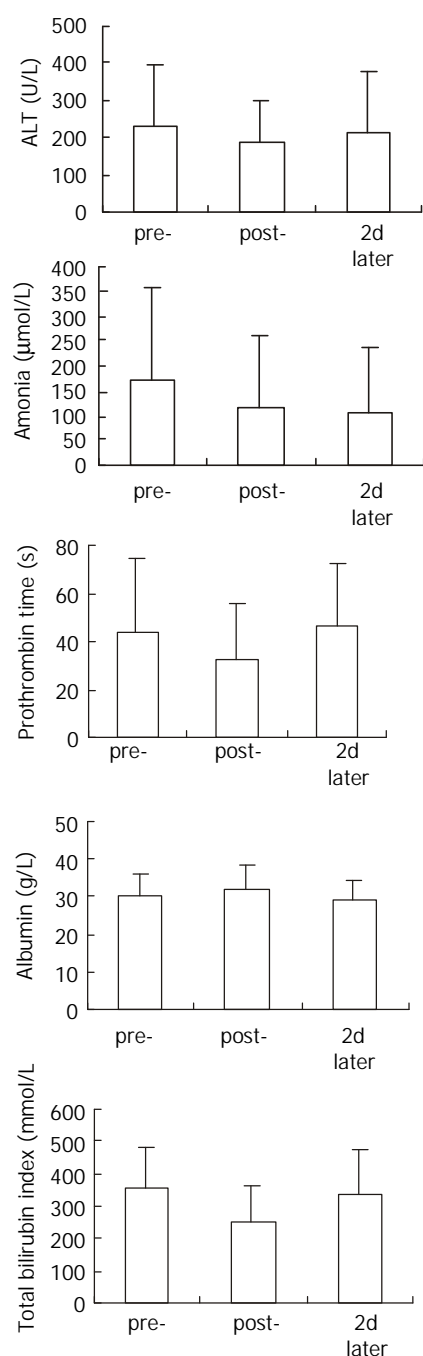 ALT (U/L)
500
400
300
200
100
0
pre- post- 2d
later
Amonia (μmol/L)
400
350
300
250
200
150
100
50
0
pre- post- 2d
later
Prothrombin time (s)
80
60
40
20
0
pre- post- 2d
later
Albumin (g/L)
50
40
30
20
10
0
pre- post- 2d
later
Total bilirubin index (mmol/L
600
500
400
300
200
100
0
pre- post- 2d
later